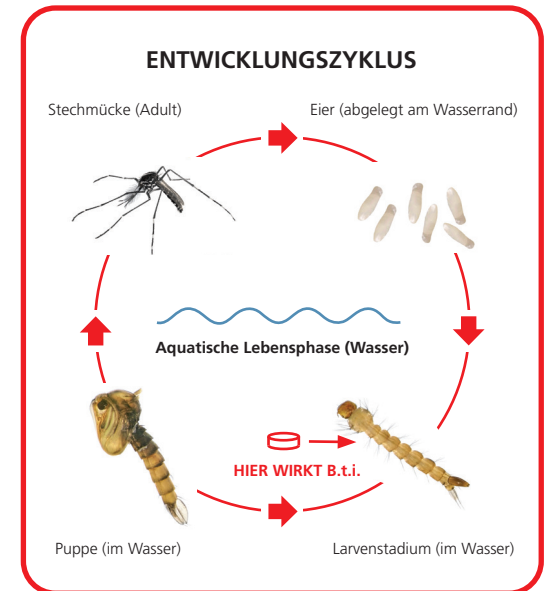 ENTWICKLUNGSZYKLUS
Stechmücke (Adult)
Eier (abgelegt am Wasserrand)
Aquatische Lebensphase (Wasser)
HIER WIRKT B.t.i.
Puppe (im Wasser)
Larvenstadium (im Wasser)